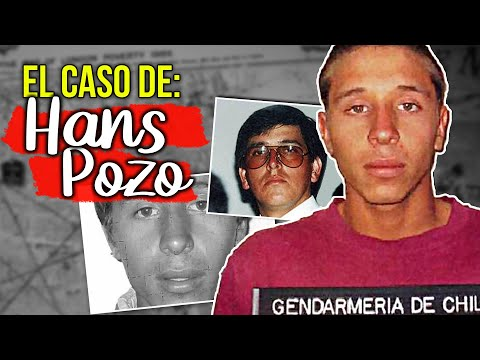 EL CASO DE:
Hans
Pozo
GENDARMERIA DE CHIL